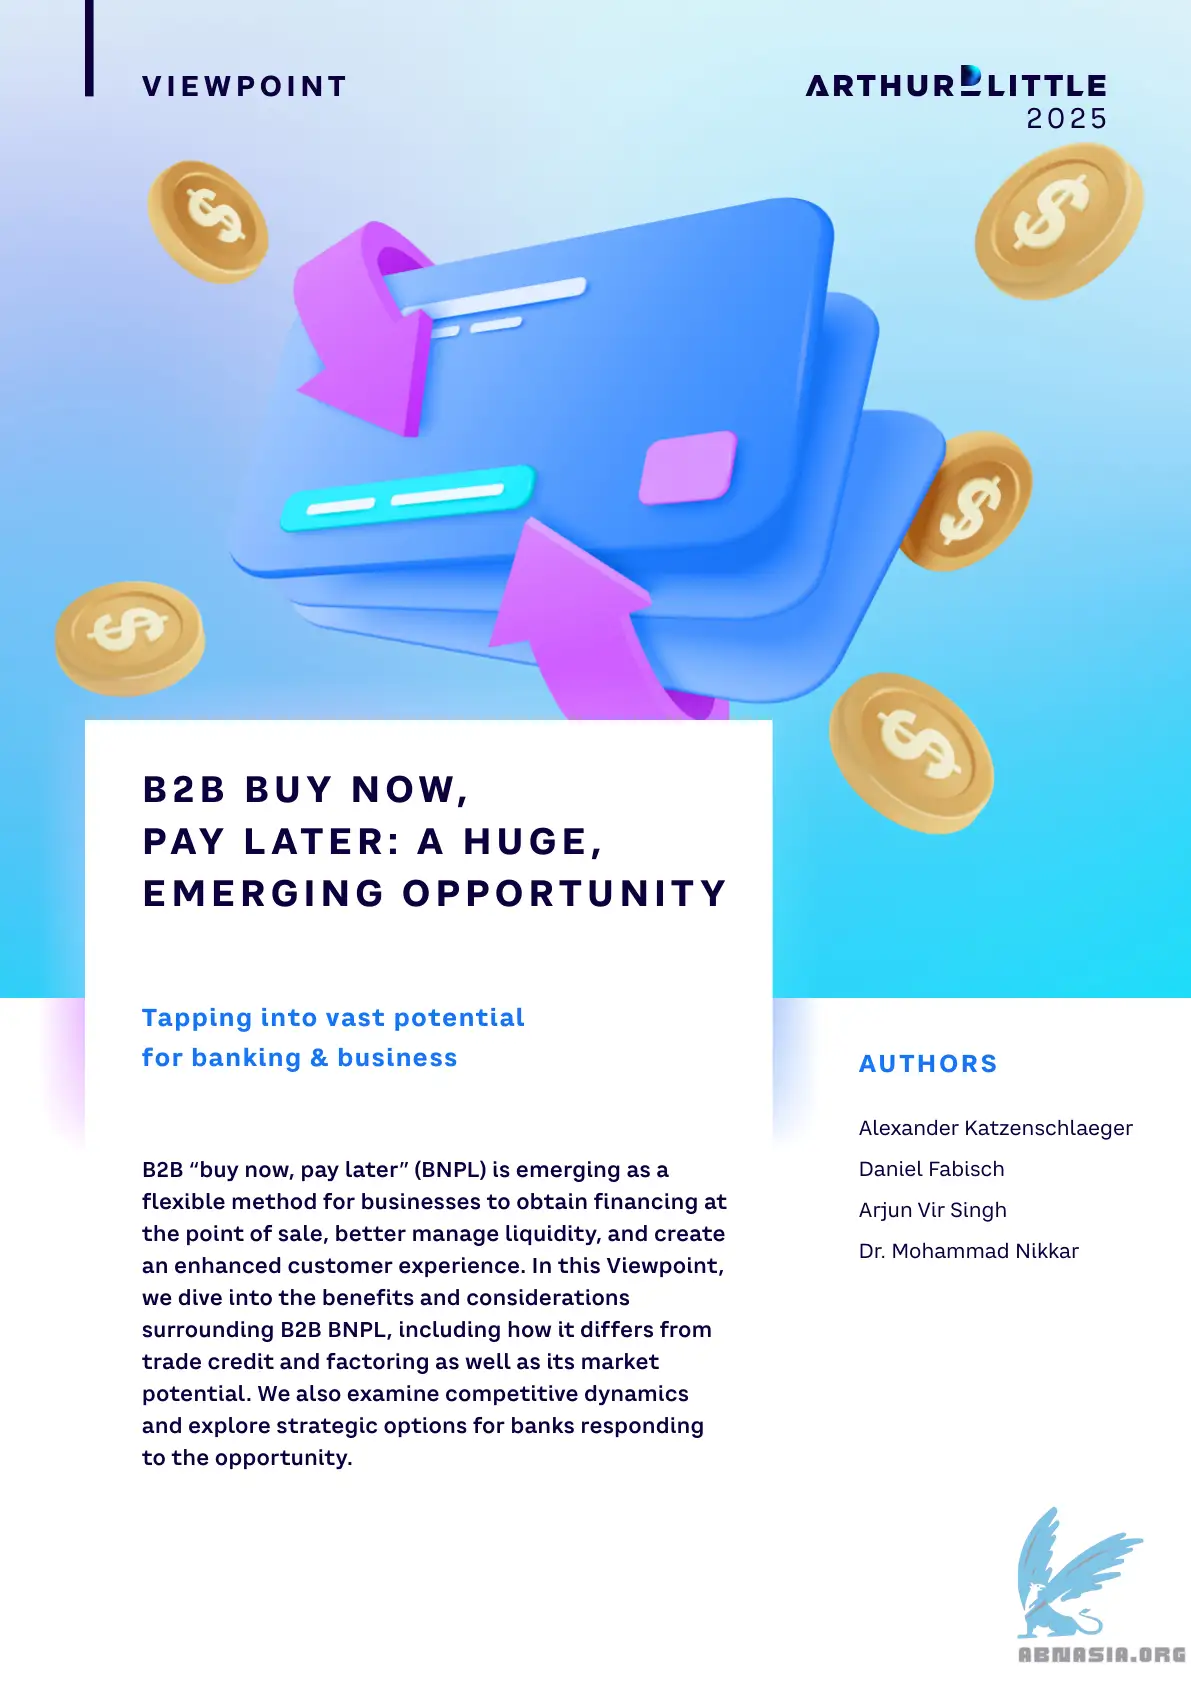 VIEWPOINT
ARTHUR D LITTLE
2025
B2B BUY NOW,
PAY LATER: A HUGE,
EMERGING OPPORTUNITY
Tapping into vast potential
for banking & business
B2B “buy now, pay later” (BNPL) is emerging as a
flexible method for businesses to obtain financing at
the point of sale, better manage liquidity, and create
an enhanced customer experience. In this Viewpoint,
we dive into the benefits and considerations
surrounding B2B BNPL, including how it differs from
trade credit and factoring as well as its market
potential. We also examine competitive dynamics
and explore strategic options for banks responding
to the opportunity.
AUTHORS
Alexander Katzenschlaeger
Daniel Fabisch
Arjun Vir Singh
Dr. Mohammad Nikkar
ABNASIA.ORG